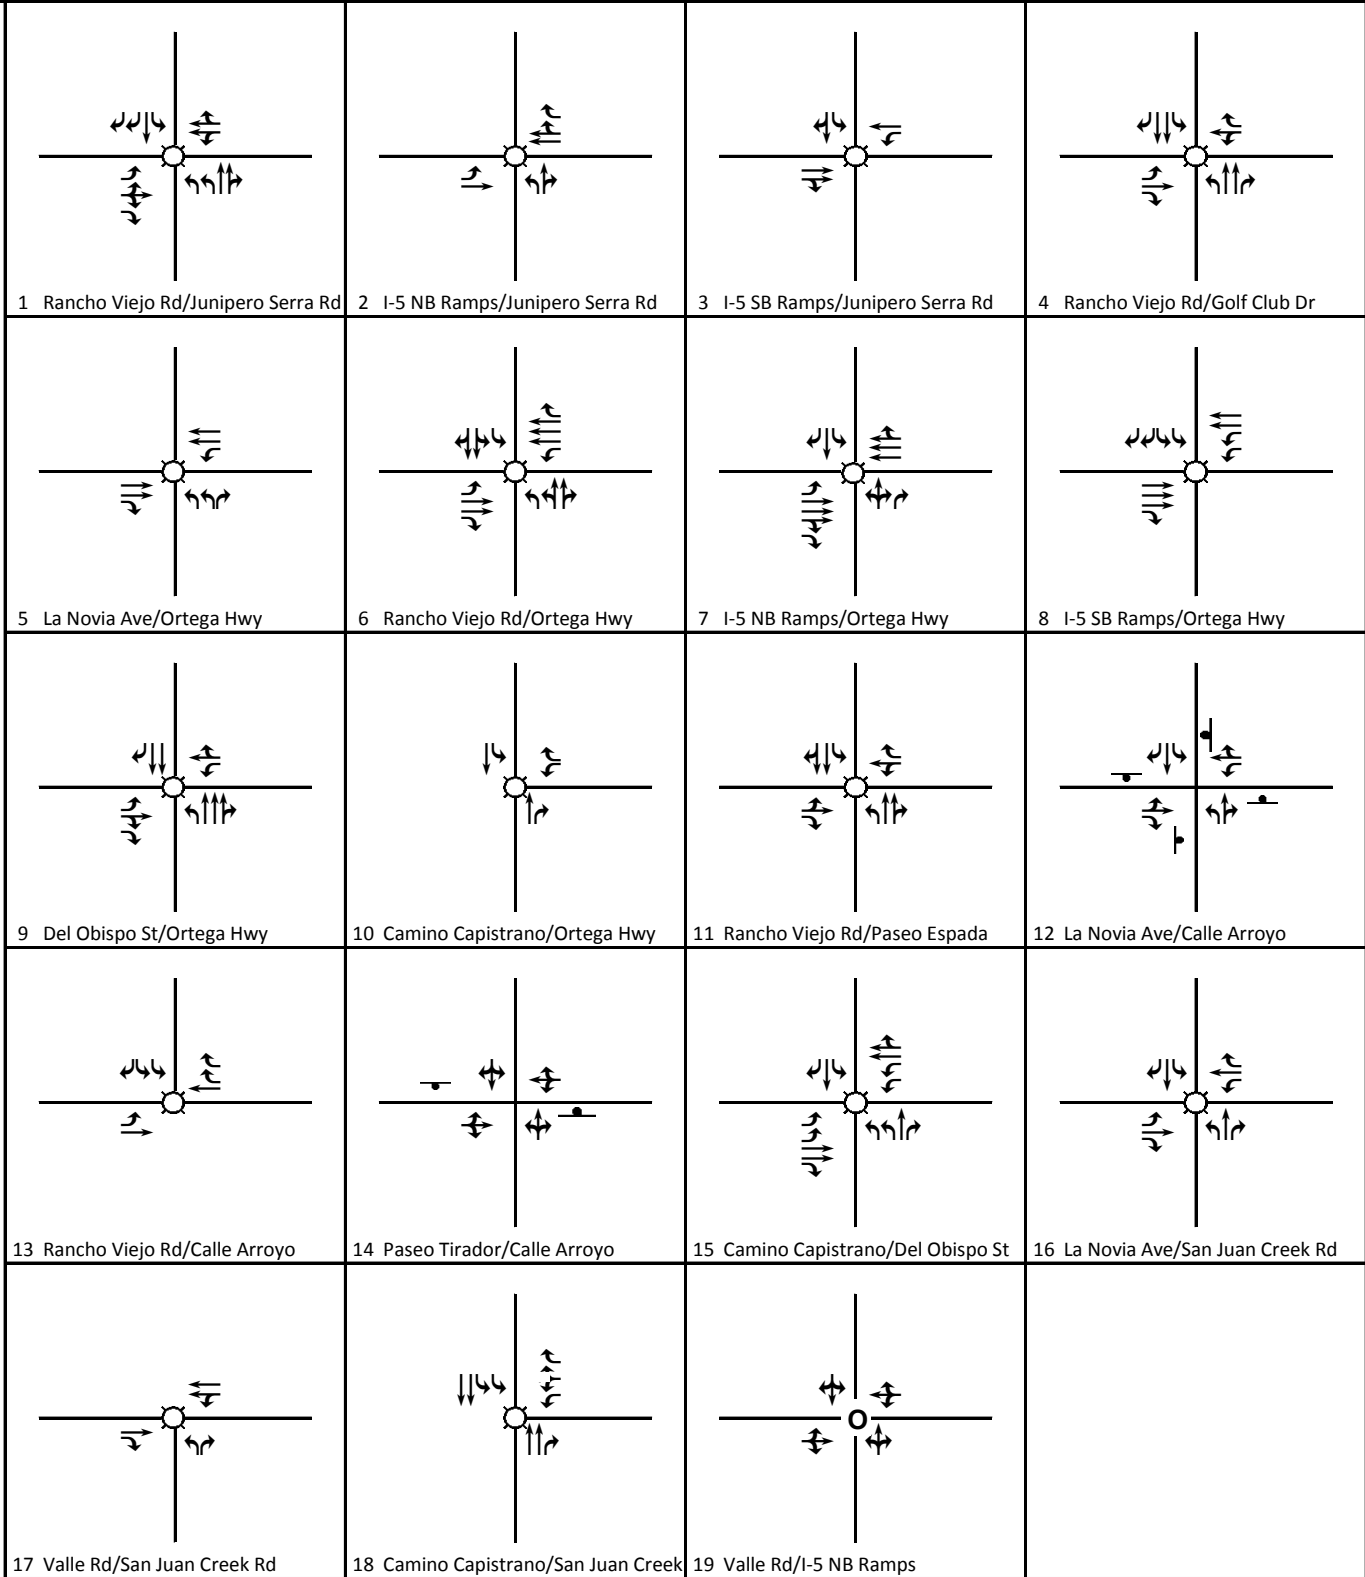 1 Rancho Viejo Rd/Junipero Serra Rd
2 I-5 NB Ramps/Junipero Serra Rd
3 I-5 SB Ramps/Junipero Serra Rd
4 Rancho Viejo Rd/Golf Club Dr
5 La Novia Ave/Ortega Hwy
6 Rancho Viejo Rd/Ortega Hwy
7 I-5 NB Ramps/Ortega Hwy
8 I-5 SB Ramps/Ortega Hwy
9 Del Obispo St/Ortega Hwy
10 Camino Capistrano/Ortega Hwy
11 Rancho Viejo Rd/Paseo Espada
12 La Novia Ave/Calle Arroyo
13 Rancho Viejo Rd/Calle Arroyo
14 Paseo Tirador/Calle Arroyo
15 Camino Capistrano/Del Obispo St
16 La Novia Ave/San Juan Creek Rd
O
17 Valle Rd/San Juan Creek Rd
18 Camino Capistrano/San Juan Creek
19 Valle Rd/I-5 NB Ramps